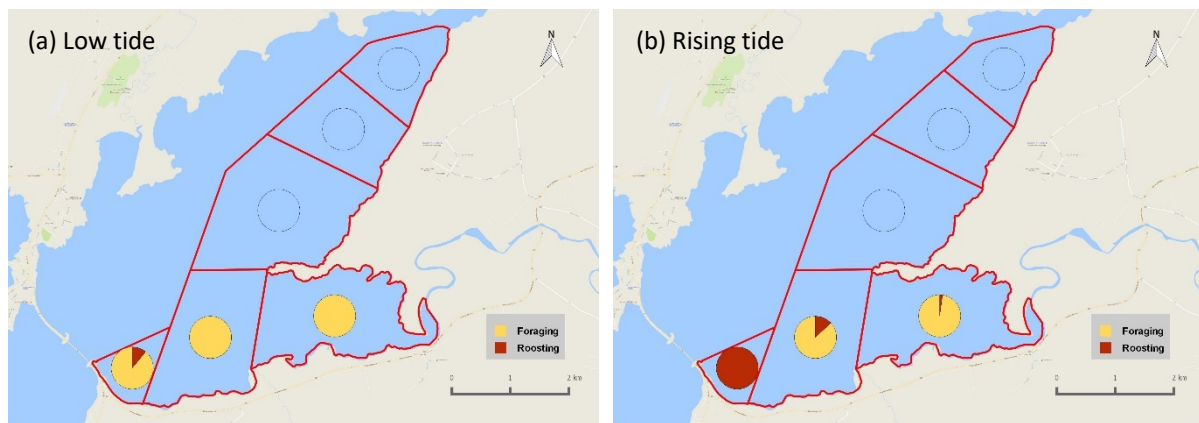 (a) Low tide
N
Foraging
Roosting
0 1 2 km
(b) Rising tide
N
Foraging
Roosting
0 1 2 km